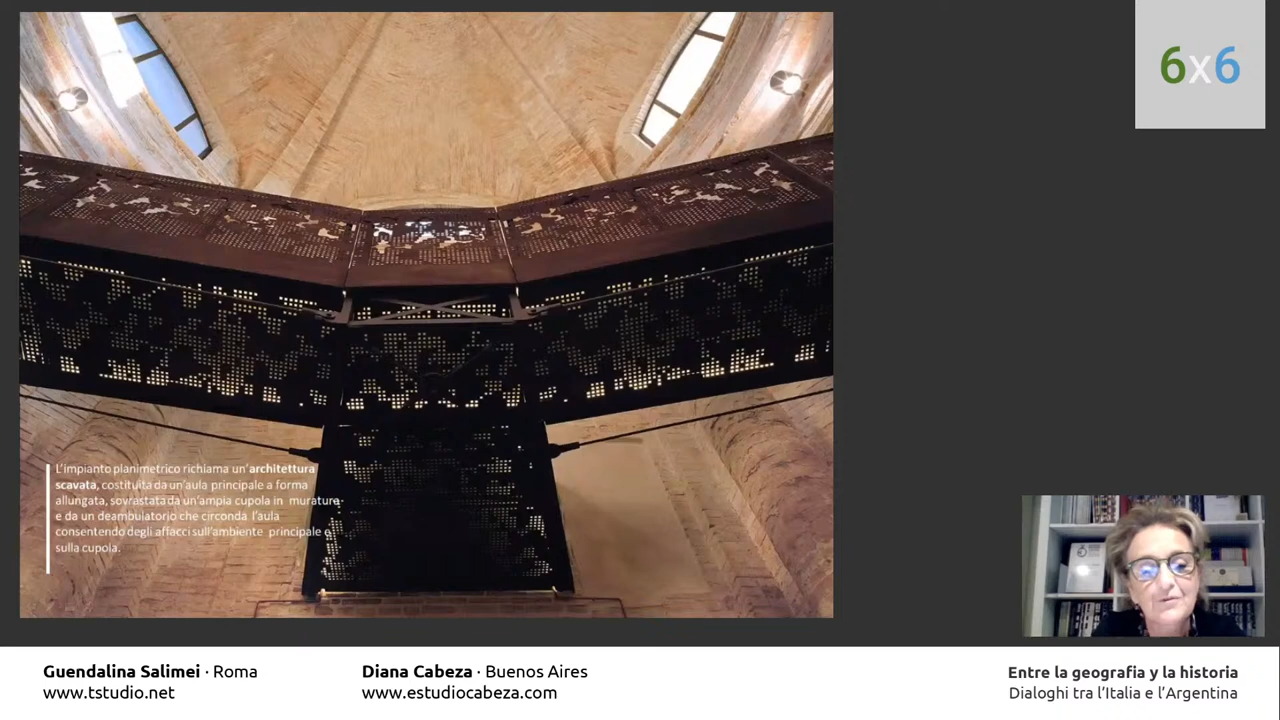 6x6
L'impianto planimetrico richiama un'architettura
scavata, costituita da un'aula principale a forma
allungata, sovrastata da un'ampia cupola in murature
e da un deambulatorio che circonda l'aula
consentendo degli affacci sull'ambiente principale e
sulla cupola.
Guendalina Salimei · Roma
www.tstudio.net
Diana Cabeza · Buenos Aires
www.estudiocabeza.com
Entre la geografia y la historia
Dialoghi tra l'Italia e l'Argentina